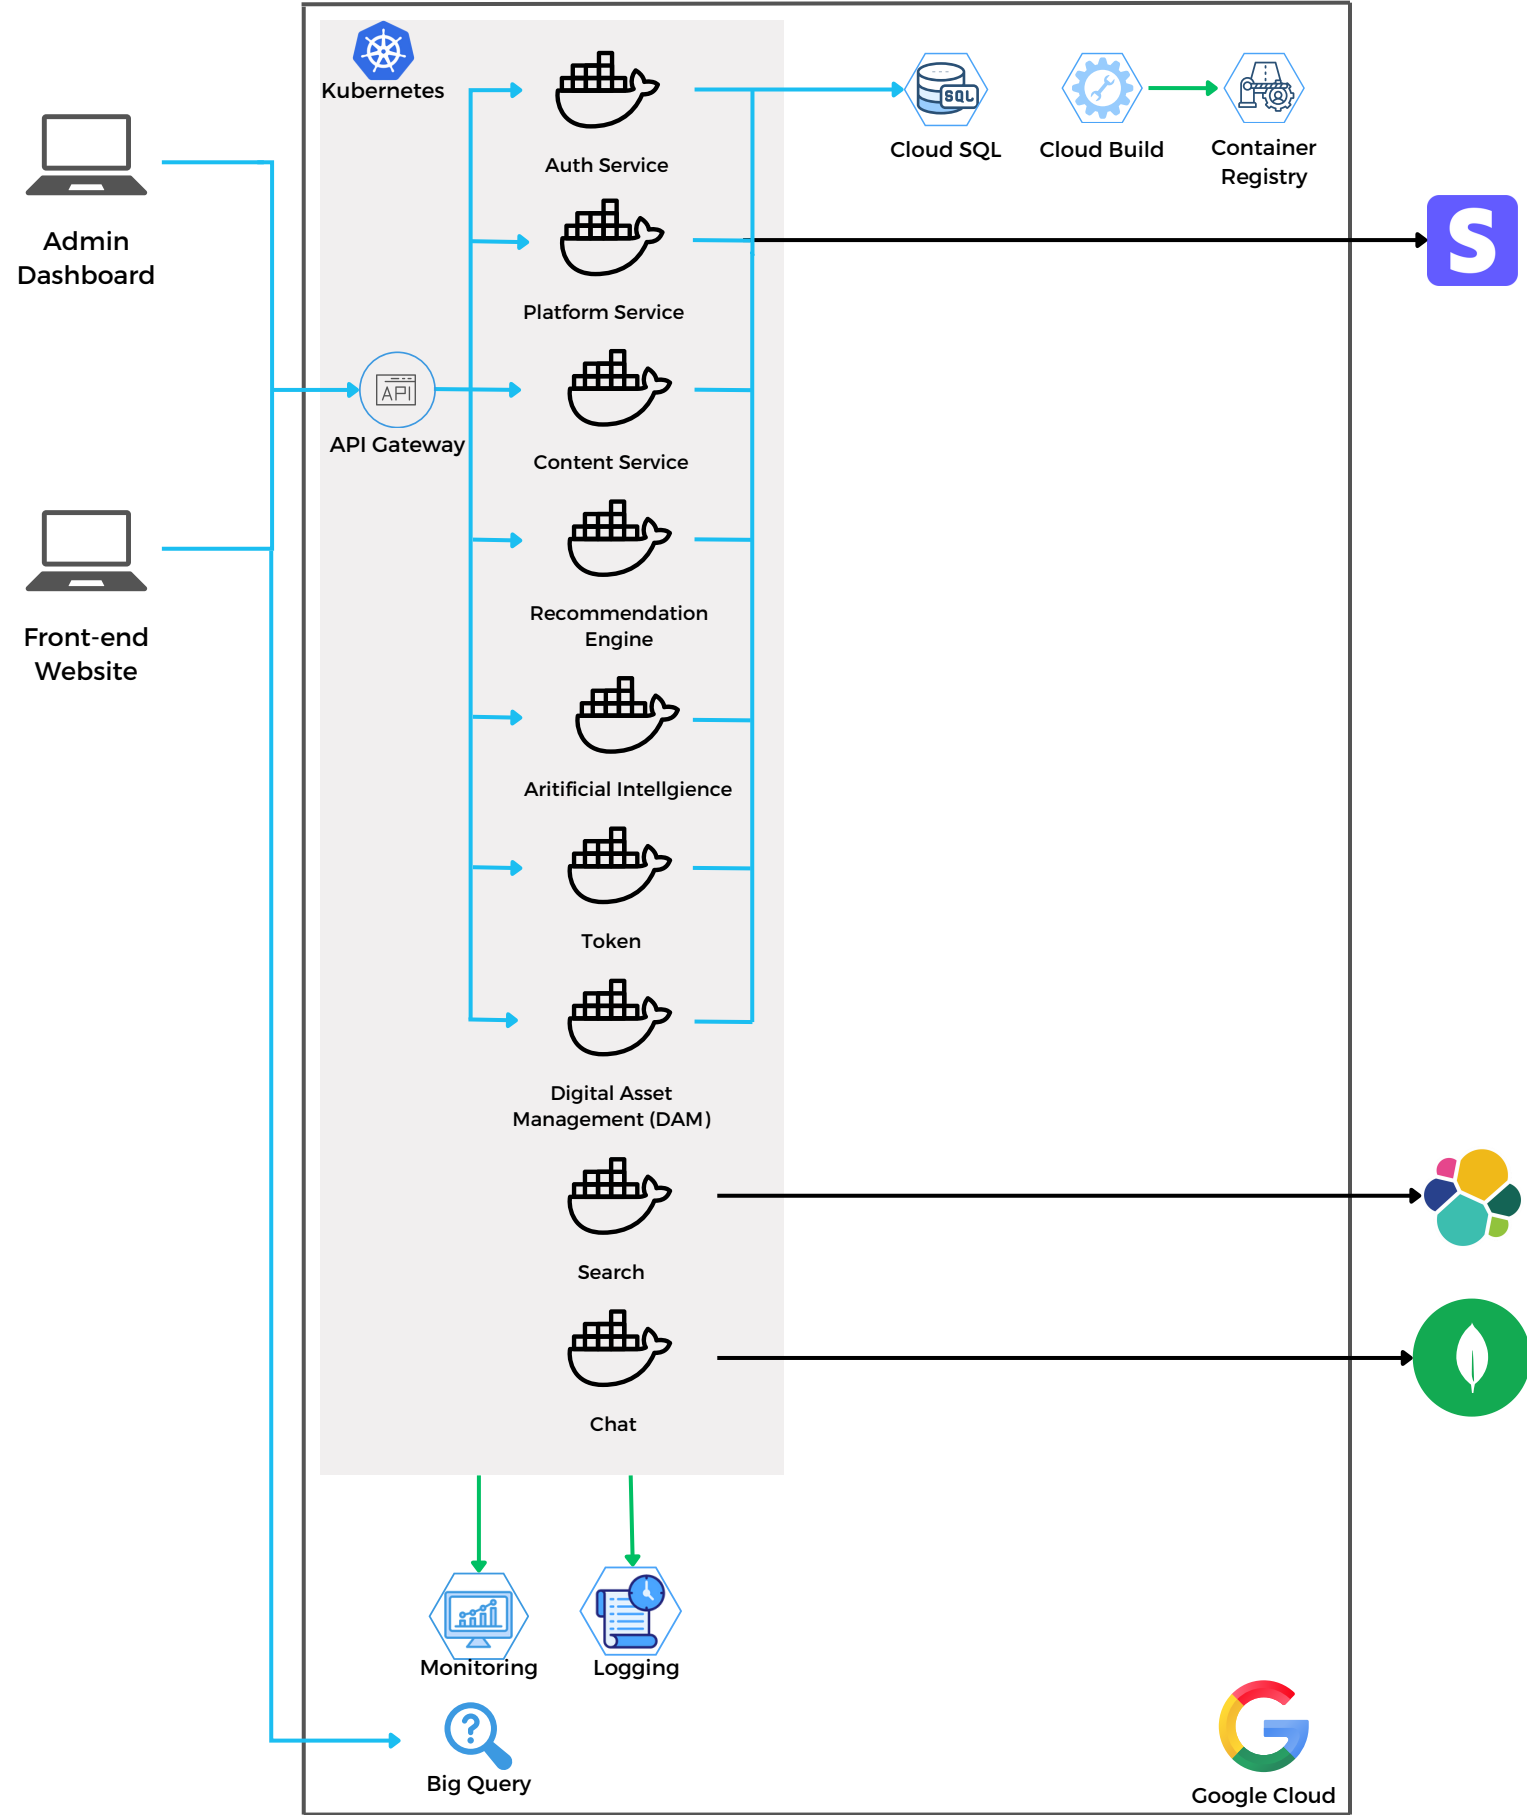 Kubernetes
Auth Service
SQL
Cloud SQL
Cloud Build
Container
Registry
Admin
Dashboard
S
Platform Service
API
API Gateway
Content Service
Front-end
Website
Recommendation
Engine
Aritificial Intellgience
Token
Digital Asset
Management (DAM)
Search
Chat
Monitoring
Logging
?
Big Query
G
Google Cloud